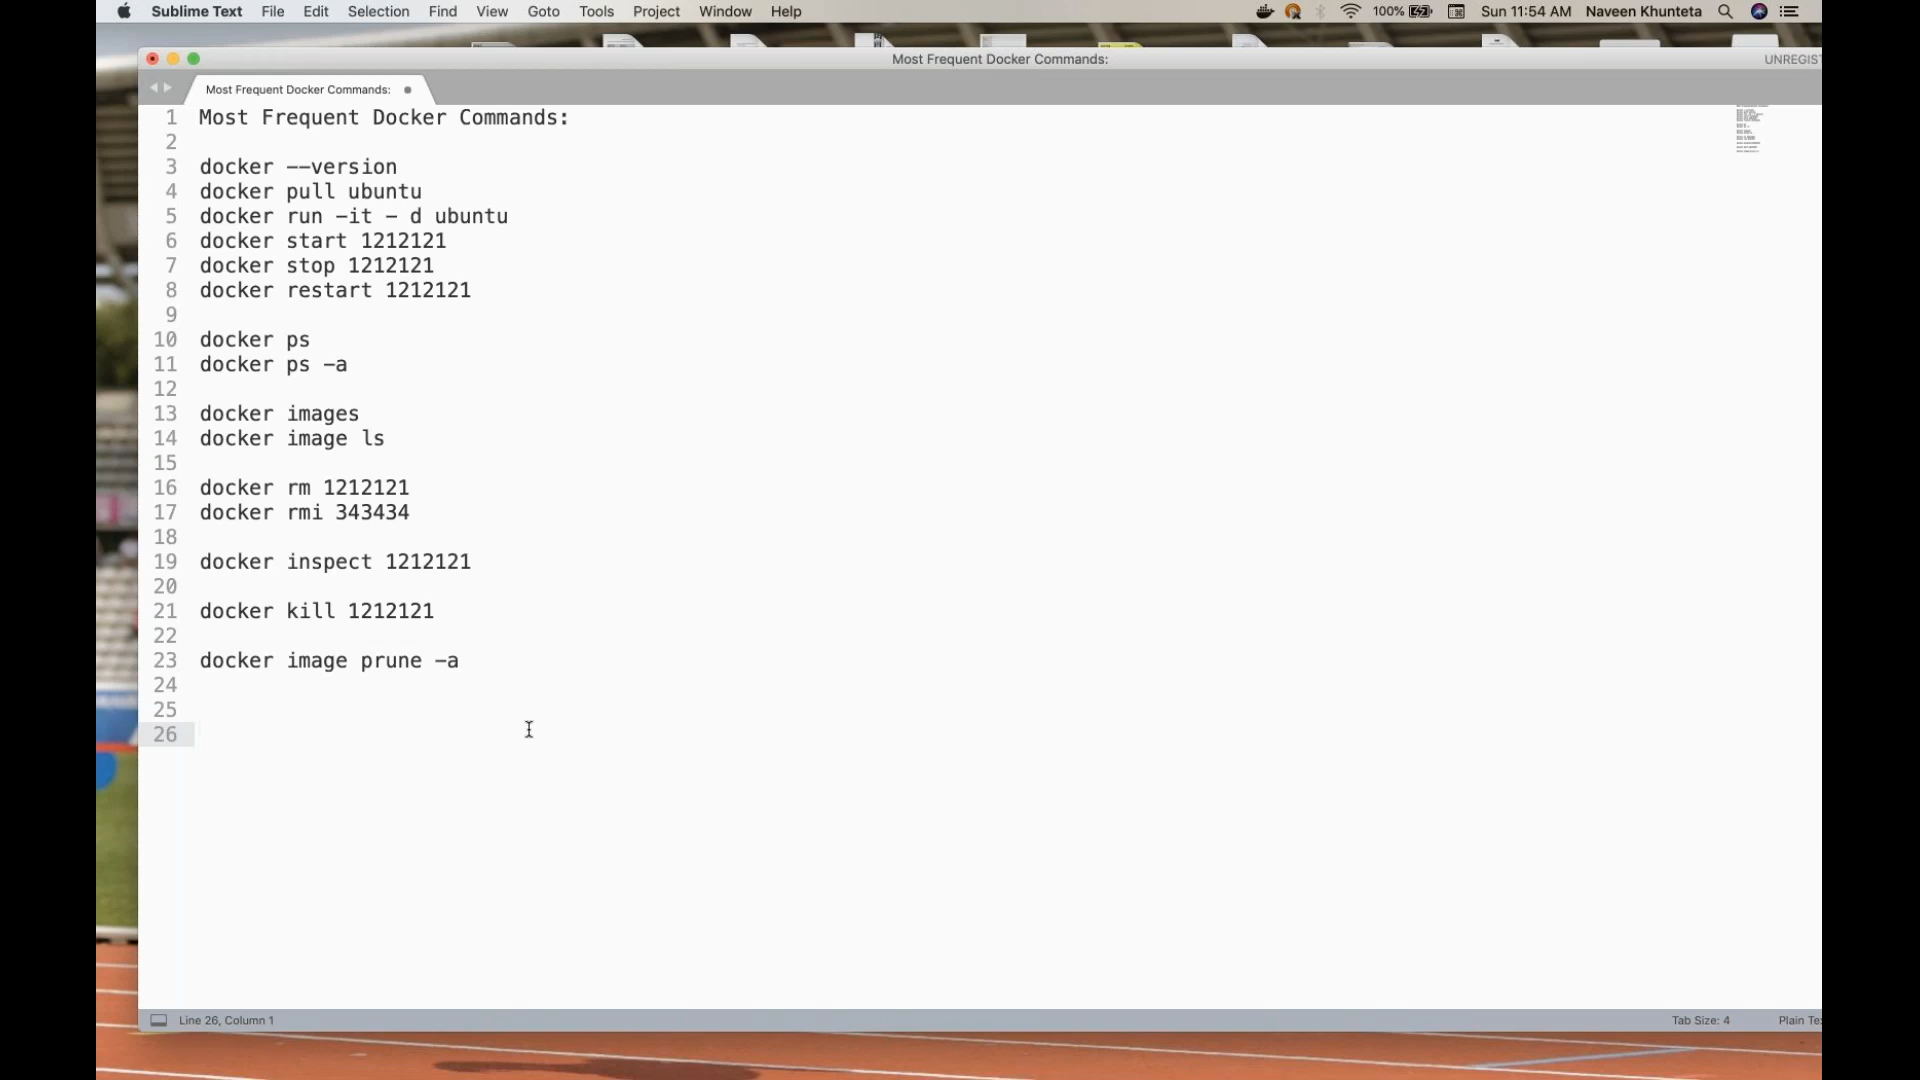 Sublime Text File Edit Selection Find View Goto Tools Project Window Help 100% Sun 11:54 AM Naveen Khunteta
Most Frequent Docker Commands: UNREGIST
Most Frequent Docker Commands:
1 Most Frequent Docker Commands:
2
3 docker --version
4 docker pull ubuntu
5 docker run -it - d ubuntu
6 docker start 1212121
7 docker stop 1212121
8 docker restart 1212121
9
10 docker ps
11 docker ps -a
12
13 docker images
14 docker image ls
15
16 docker rm 1212121
17 docker rmi 343434
18
19 docker inspect 1212121
20
21 docker kill 1212121
22
23 docker image prune -a
24
25
26
Line 26, Column 1 Tab Size: 4 Plain Te